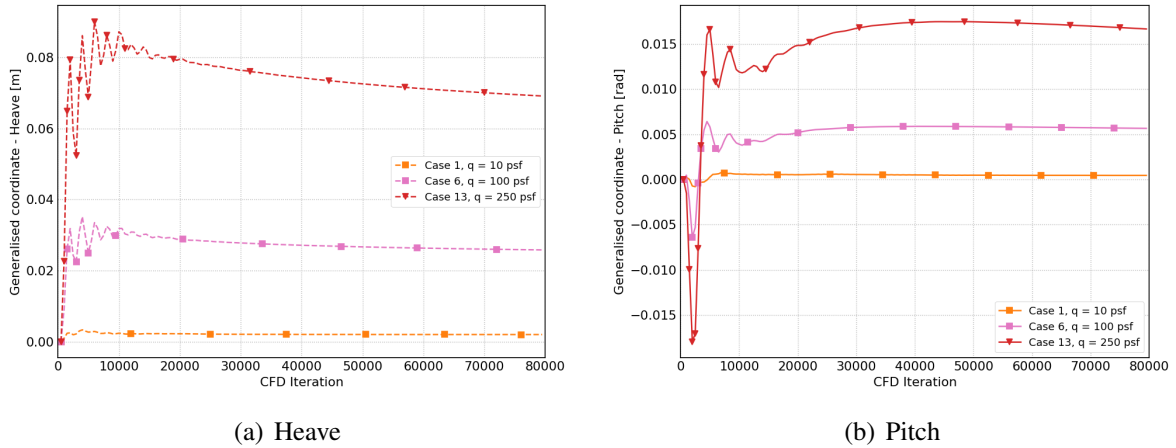 Generalised coordinate - Heave [m]
0.08
0.06
0.04
0.02
0.00
Case 1, q = 10 psf
Case 6, q = 100 psf
Case 13, q = 250 psf
0 10000 20000 30000 40000 50000 60000 70000 80000
CFD Iteration
(a) Heave
Generalised coordinate - Pitch [rad]
0.015
0.010
0.005
0.000
−0.005
−0.010
−0.015
Case 1, q = 10 psf
Case 6, q = 100 psf
Case 13, q = 250 psf
0 10000 20000 30000 40000 50000 60000 70000 80000
CFD Iteration
(b) Pitch